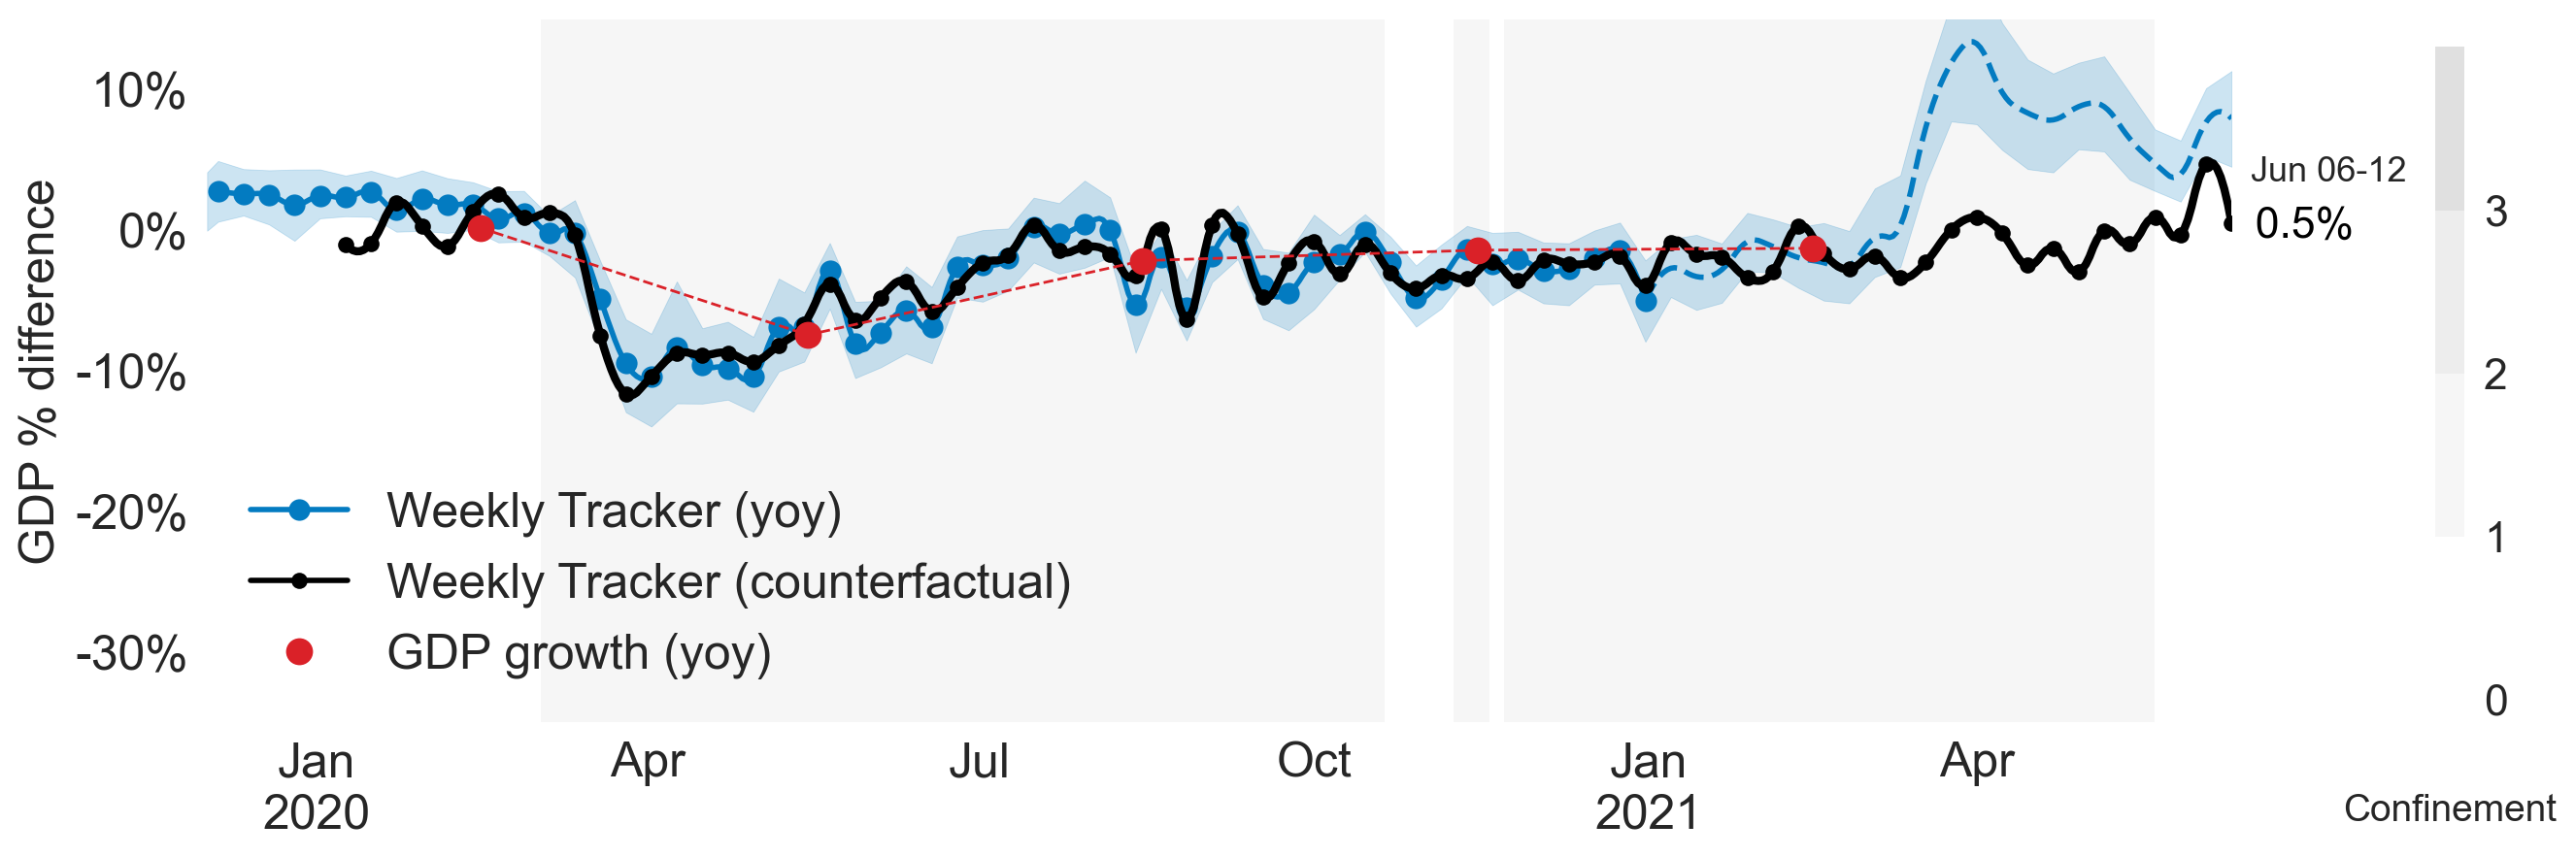 GDP % difference
10%
0%
-10%
-20%
-30%
Weekly Tracker (yoy)
Weekly Tracker (counterfactual)
GDP growth (yoy)
Jan
2020
Apr
Jul
Oct
Jan
2021
Apr
Jun 06-12
0.5%
3
2
1
0
Confinement